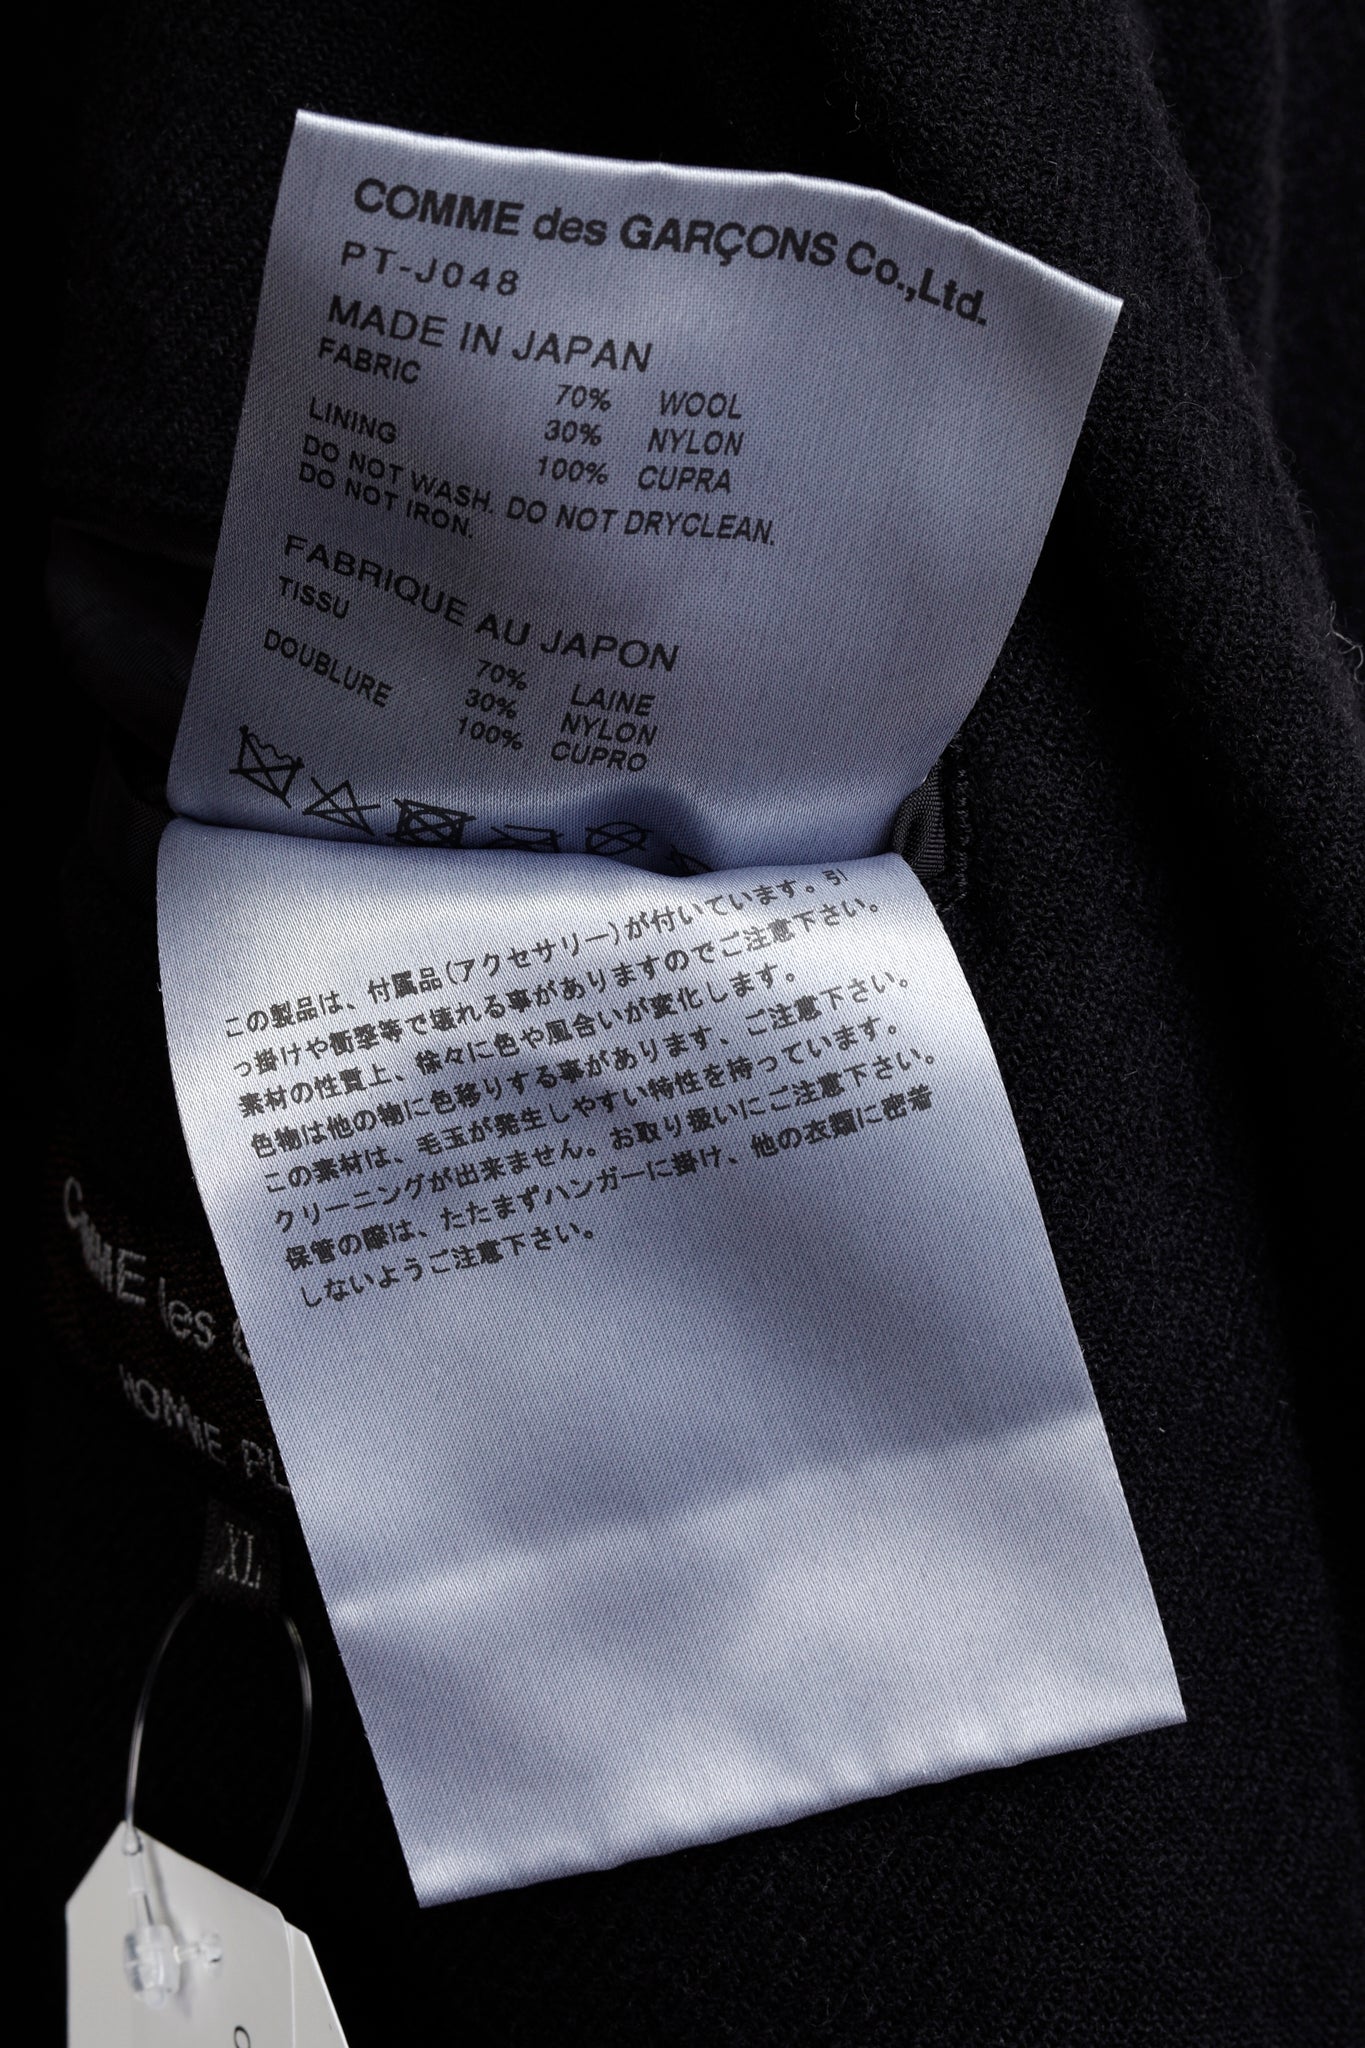 COMME des GARÇONS Co.,Ltd.
PT-J048
MADE IN JAPAN
FABRIC 70% WOOL
30% NYLON
LINING 100% CUPRA
DO NOT WASH. DO NOT DRYCLEAN.
DO NOT IRON.
FABRIQUE AU JAPON
TISSU 70% LAINE
30% NYLON
DOUBLURE 100% CUPRO
この製品は、付属品(アクセサリー)が付いています。引
っ掛けや衝撃等で壊れる事がありますのでご注意下さい。
素材の性質上、徐々に色や風合いが変化します。
色物は他の物に色移りする事があります、ご注意下さい。
この素材は、毛玉が発生しやすい特性を持っています。
クリーニングが出来ません。お取り扱いにご注意下さい。
保管の際は、たたまずハンガーに掛け、他の衣類に密着
しないようご注意下さい。
COMME des G
HOMME PL
XL